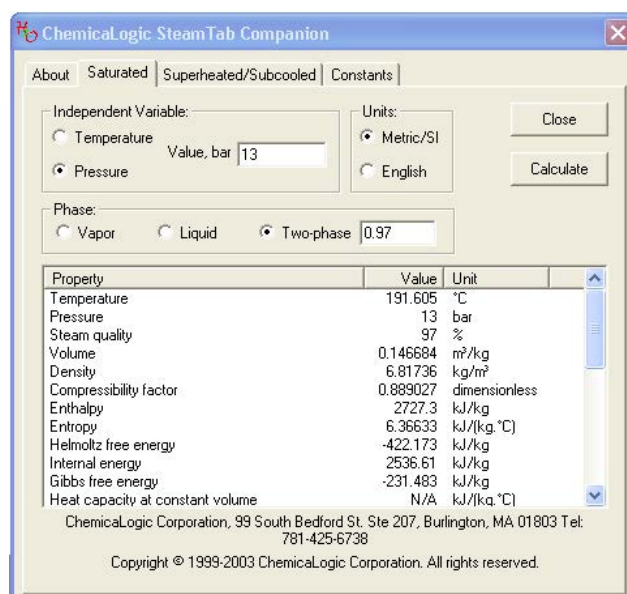 ChemicaLogic SteamTab Companion
About Saturated Superheated/Subcooled Constants
Independent Variable:
Temperature
Value, bar 13
Pressure
Units:
Metric/SI
English
Close
Calculate
Phase:
Vapor Liquid Two-phase 0.97
Property Value Unit
Temperature 191.605 °C
Pressure 13 bar
Steam quality 97 %
Volume 0.146684 m³/kg
Density 6.81736 kg/m³
Compressibility factor 0.889027 dimensionless
Enthalpy 2727.3 kJ/kg
Entropy 6.36633 kJ/(kg.°C)
Helmoltz free energy -422.173 kJ/kg
Internal energy 2536.61 kJ/kg
Gibbs free energy -231.483 kJ/kg
Heat capacity at constant volume N/A kJ/(kg.°C)
ChemicaLogic Corporation, 99 South Bedford St. Ste 207, Burlington, MA 01803 Tel:
781-425-6738
Copyright © 1999-2003 ChemicaLogic Corporation. All rights reserved.